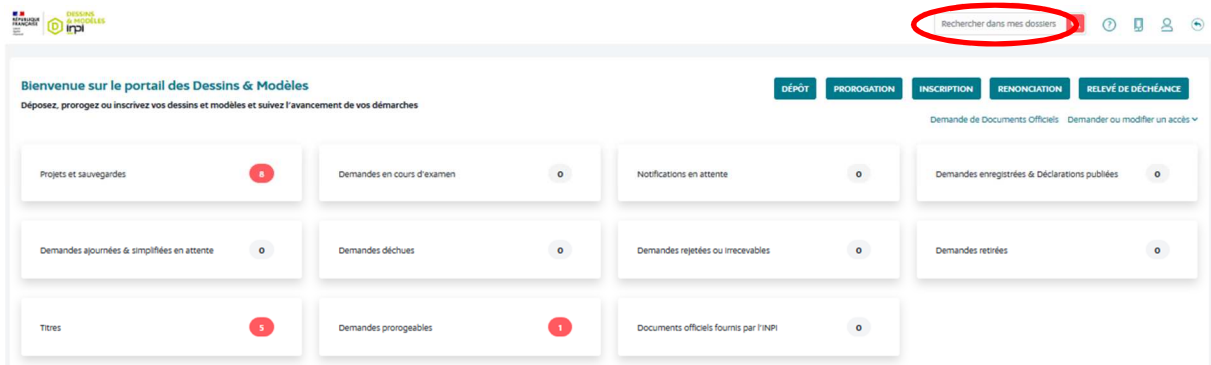 RÉPUBLIQUE
FRANÇAISE
DESSINS
& MODÈLES
inpi
Rechercher dans mes dossiers
Bienvenue sur le portail des Dessins & Modèles
Déposez, prorogez ou inscrivez vos dessins et modèles et suivez l'avancement de vos démarches
DÉPÔT PROROGATION INSCRIPTION RENONCIATION RELEVÉ DE DÉCHÉANCE
Demande de Documents Officiels Demander ou modifier un accès
Projets et sauvegardes 8 Demandes en cours d'examen 0 Notifications en attente 0 Demandes enregistrées & Déclarations publiées 0
Demandes ajournées & simplifiées en attente 0 Demandes déchues 0 Demandes rejetées ou irrecevables 0 Demandes retirées 0
Titres 5 Demandes prorogeables 1 Documents officiels fournis par l'INPI 0